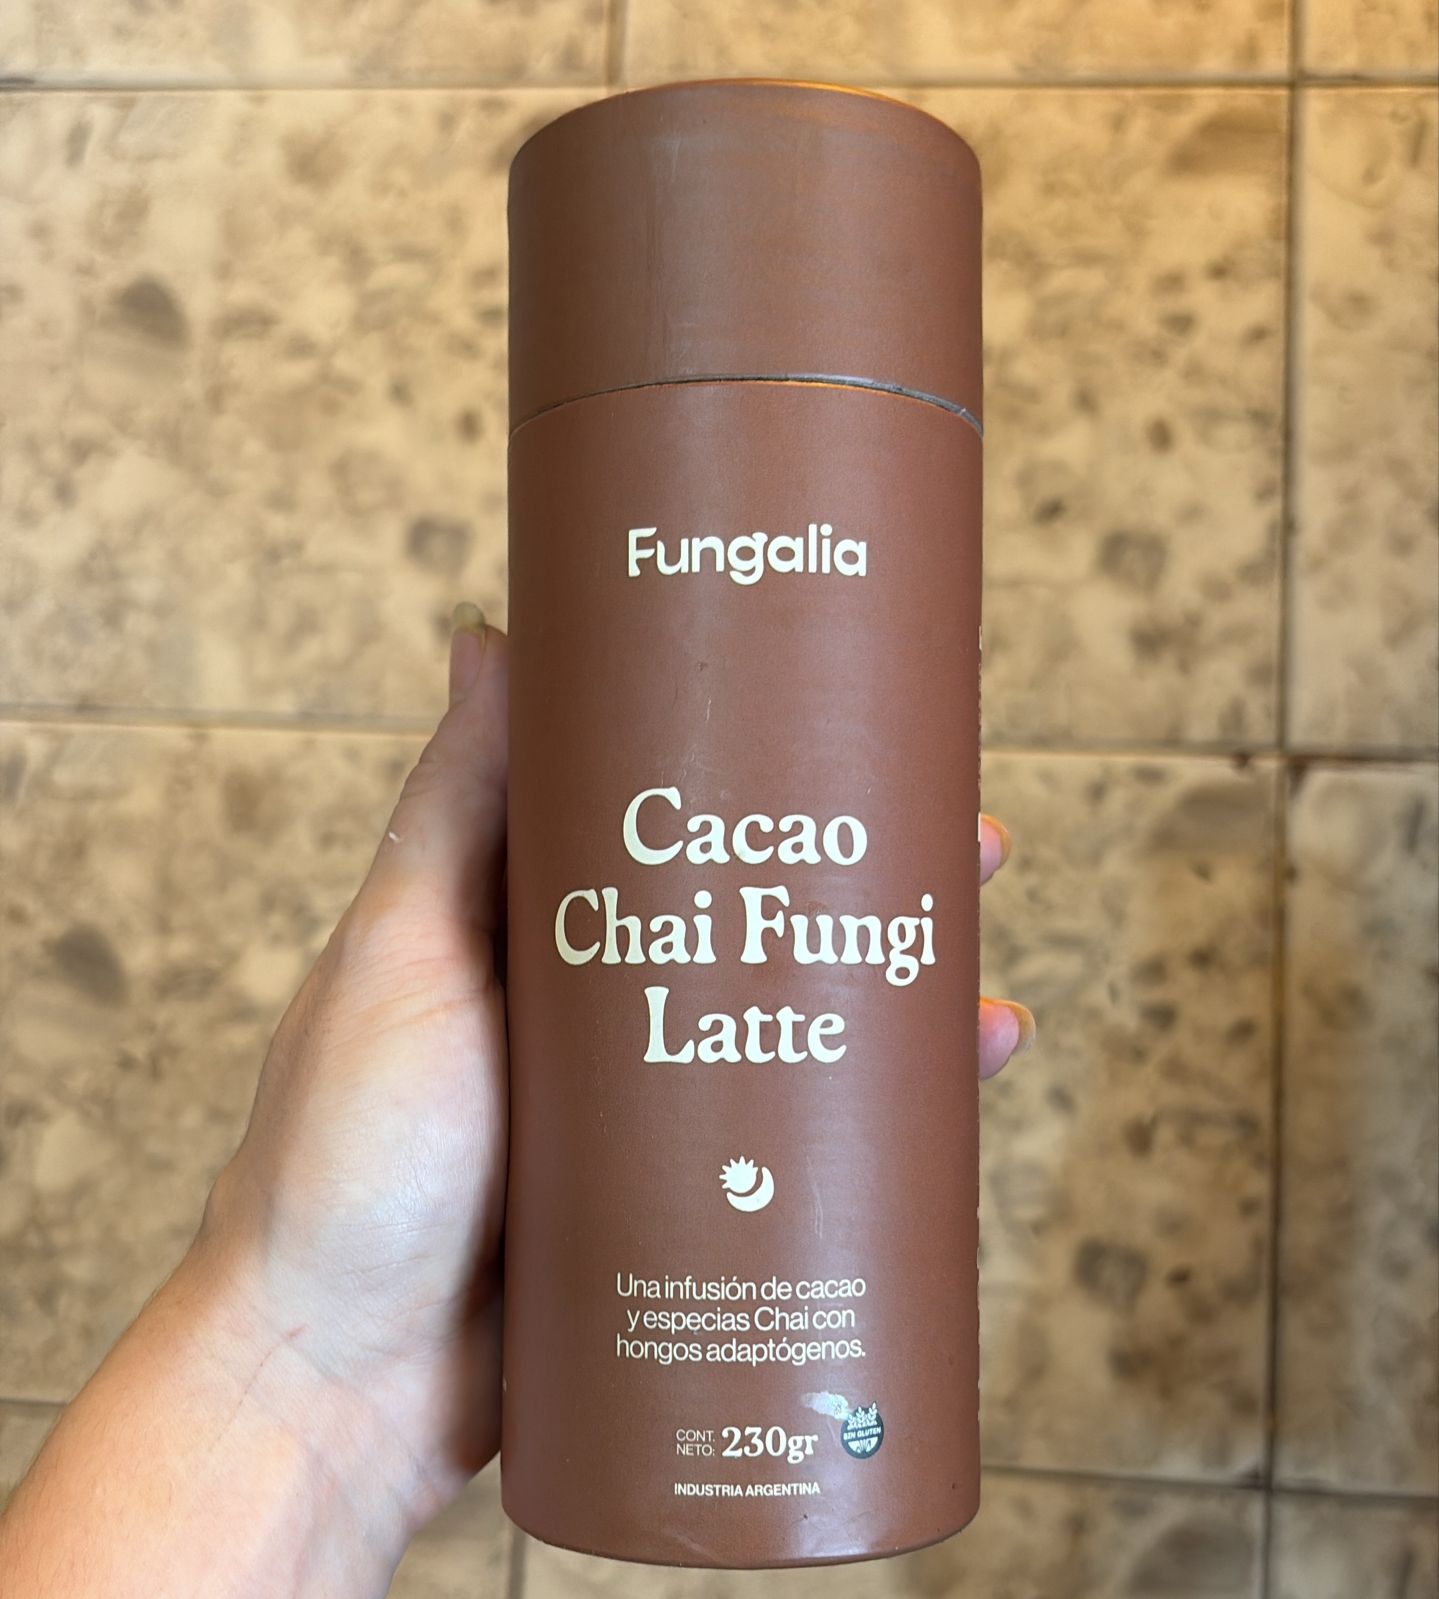 Fungalia
Cacao
Chai Fungi
Latte
Una infusión de cacao
y especias Chai con
hongos adaptógenos.
CONT.
NETO: 230gr
SIN GLUTEN
INDUSTRIA ARGENTINA